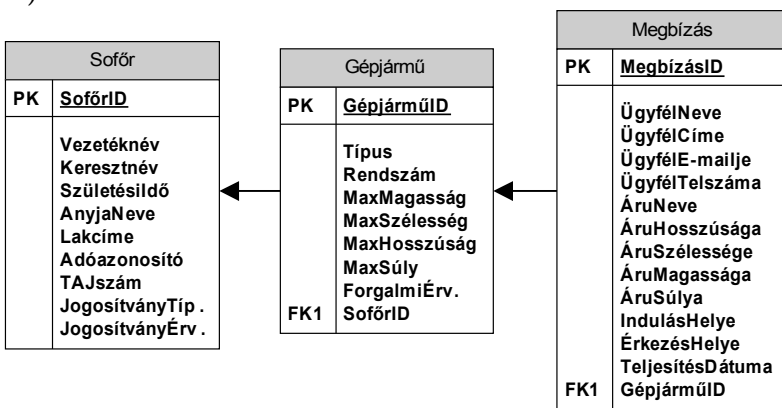 Sofőr
PK SofőrID
Vezetéknév
Keresztnév
SzületésiIdő
AnyjaNeve
Lakcíme
Adóazonosító
TAJszám
JogosítványTíp.
JogosítványÉrv.
Gépjármű
PK GépjárműID
Típus
Rendszám
MaxMagasság
MaxSzélesség
MaxHosszúság
MaxSúly
ForgalmiÉrv.
FK1 SofőrID
Megbízás
PK MegbízásID
ÜgyfélNeve
ÜgyfélCíme
ÜgyfélE-mailje
ÜgyfélTelszáma
ÁruNeve
ÁruHosszúsága
ÁruSzélessége
ÁruMagassága
ÁruSúlya
IndulásHelye
ÉrkezésHelye
TeljesítésDátuma
FK1 GépjárműID